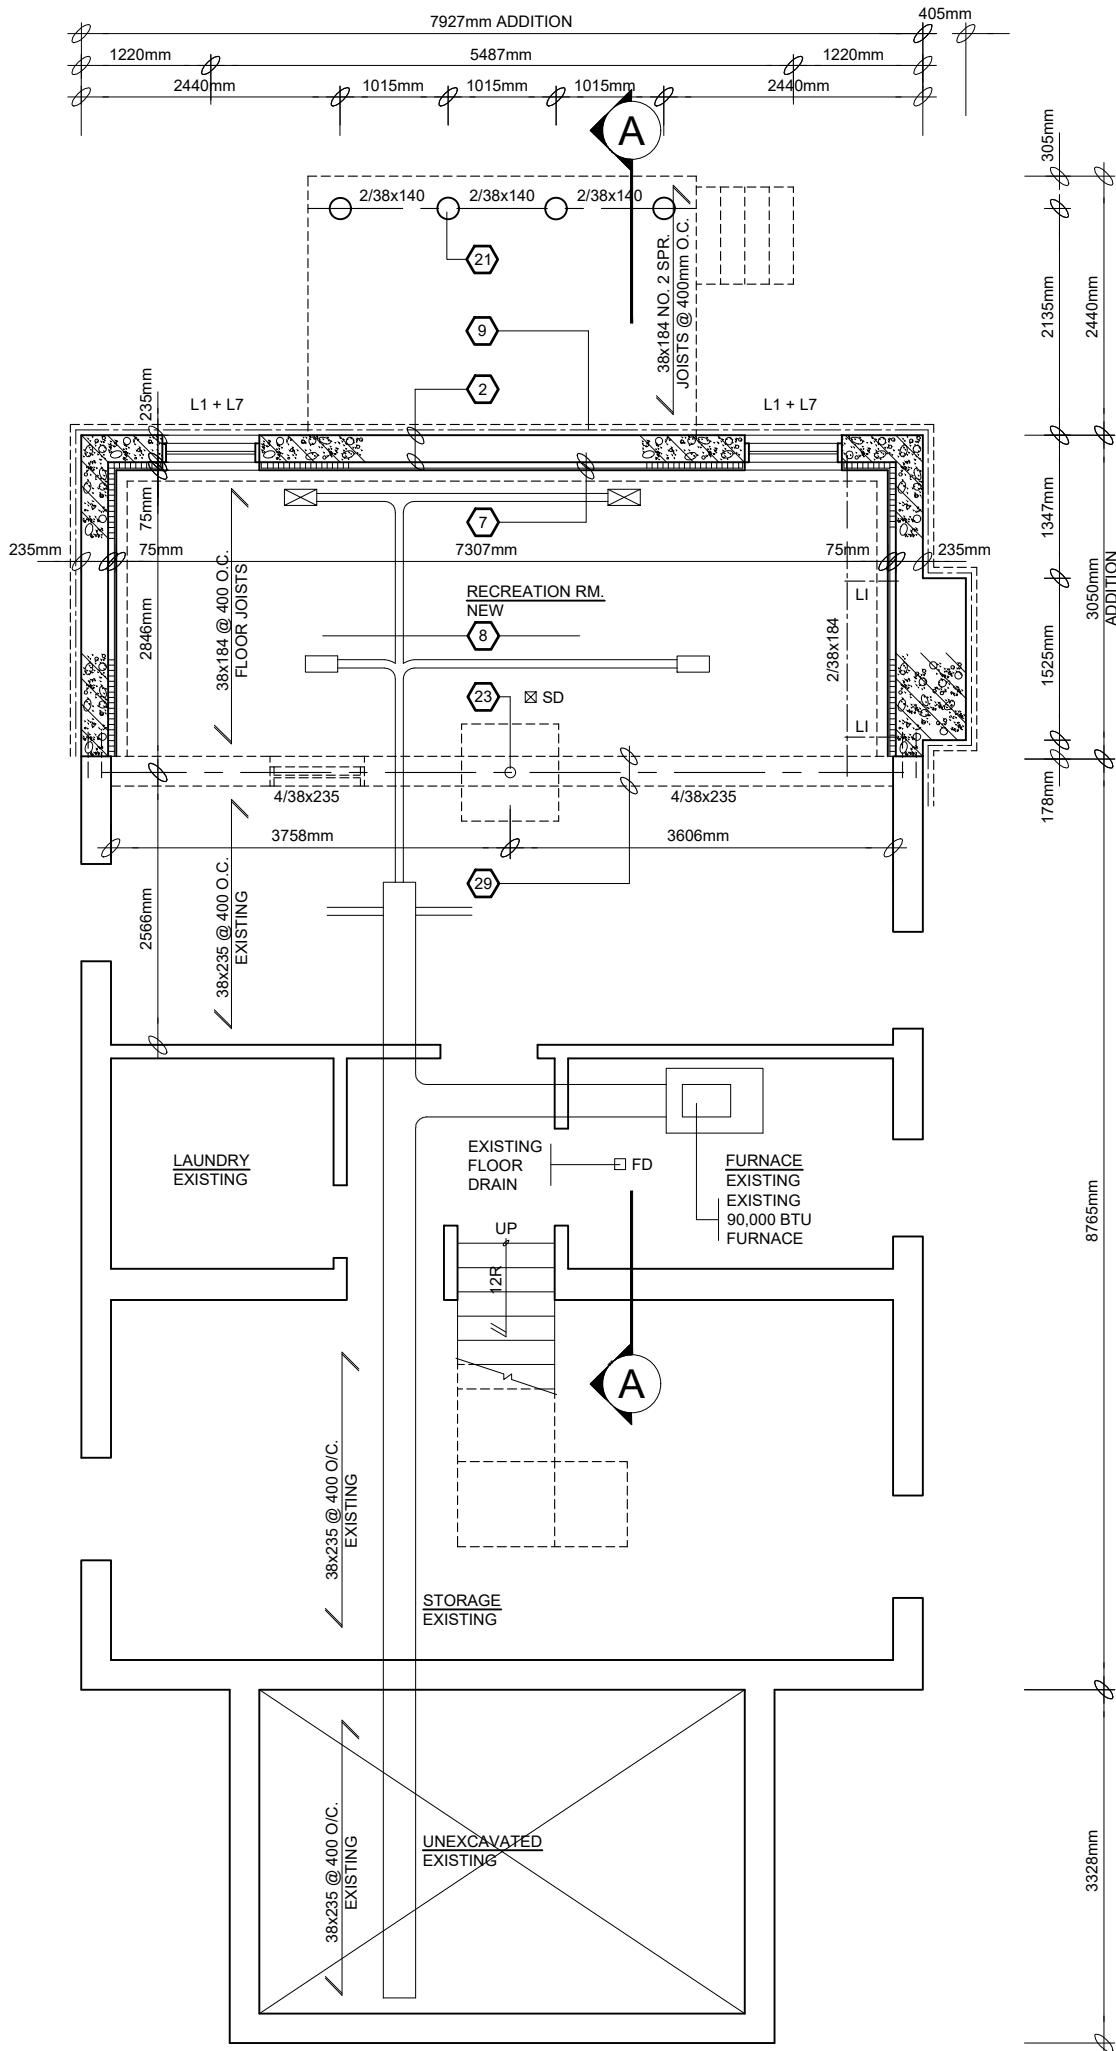 7927mm ADDITION
405mm
1220mm
5487mm
1220mm
2440mm
1015mm
1015mm
1015mm
2440mm
A
305mm
2/38x140
2/38x140
2/38x140
21
38x184 NO. 2 SPR.
JOISTS @ 400mm O.C.
2135mm
2440mm
9
2
235mm
L1 + L7
L1 + L7
75mm
7
1347mm
235mm
75mm
7307mm
75mm
235mm
3050mm
ADDITION
38x184 @ 400 O.C.
FLOOR JOISTS
RECREATION RM.
NEW
LI
2846mm
8
2/38x184
1525mm
23
SD
LI
4/38x235
4/38x235
178mm
3758mm
3606mm
38x235 @ 400 O.C.
EXISTING
29
2566mm
LAUNDRY
EXISTING
EXISTING
FLOOR
DRAIN
FD
FURNACE
EXISTING
EXISTING
90,000 BTU
FURNACE
UP
12R
8765mm
A
38x235 @ 400 O/C.
EXISTING
STORAGE
EXISTING
38x235 @ 400 O/C.
EXISTING
UNEXCAVATED
EXISTING
3328mm